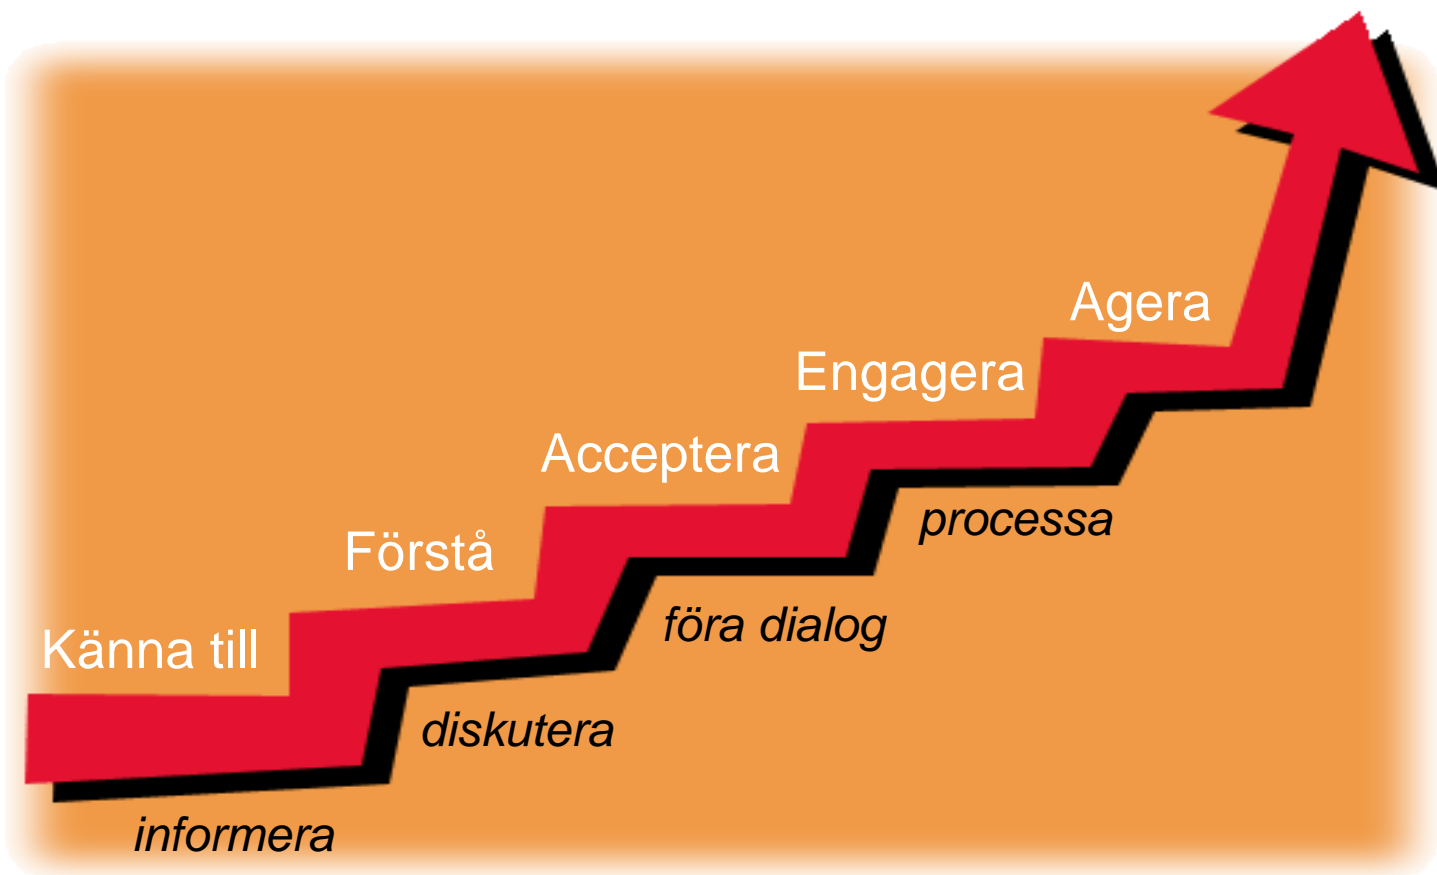 Agera
Engagera
Acceptera
processa
Förstå
föra dialog
Känna till
diskutera
informera